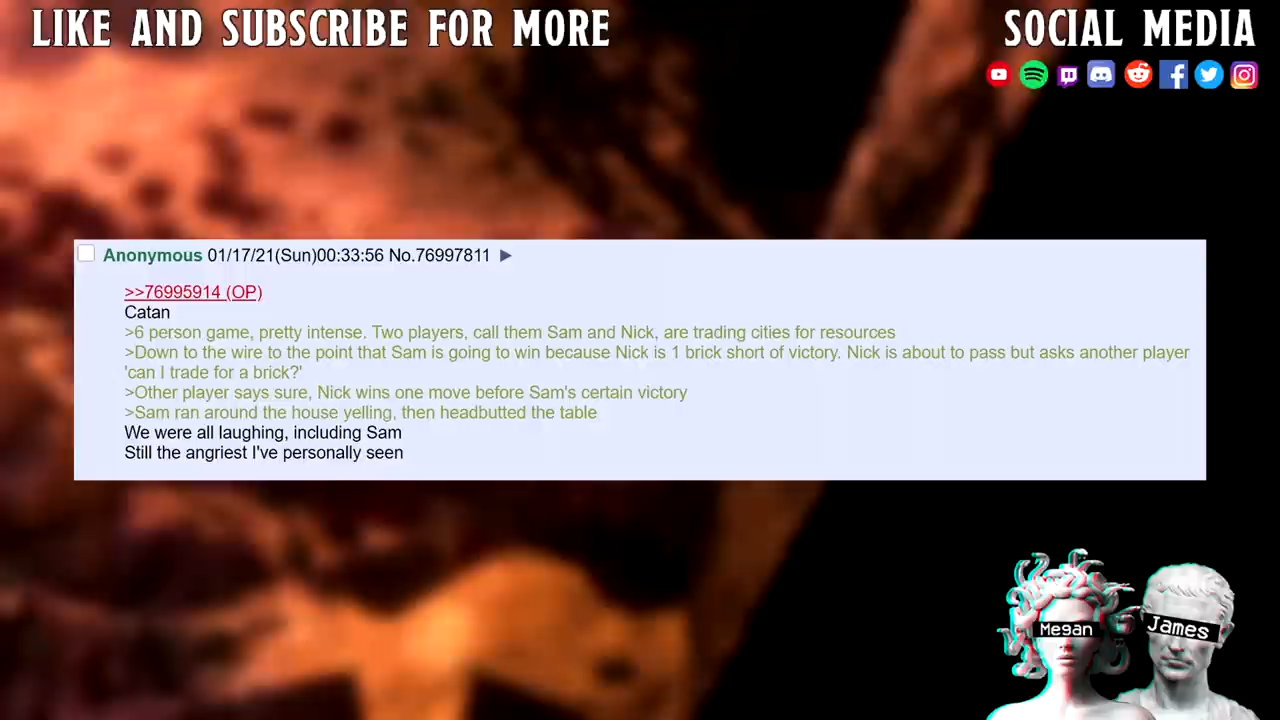 LIKE AND SUBSCRIBE FOR MORE
SOCIAL MEDIA
Anonymous 01/17/21(Sun)00:33:56 No.76997811 ▶
>>76995914 (OP)
Catan
>6 person game, pretty intense. Two players, call them Sam and Nick, are trading cities for resources
>Down to the wire to the point that Sam is going to win because Nick is 1 brick short of victory. Nick is about to pass but asks another player
'can I trade for a brick?'
>Other player says sure, Nick wins one move before Sam's certain victory
>Sam ran around the house yelling, then headbutted the table
We were all laughing, including Sam
Still the angriest I've personally seen
Megan
James